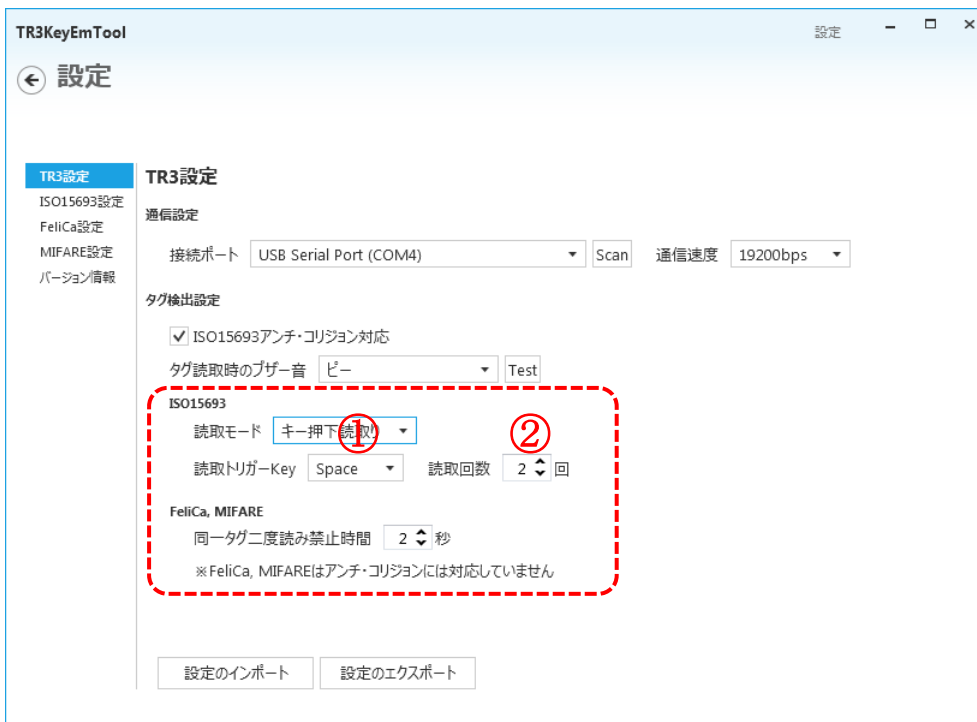 TR3KeyEmTool 設定
設定
TR3設定
ISO15693設定
FeliCa設定
MIFARE設定
バージョン情報
TR3設定
通信設定
接続ポート USB Serial Port (COM4) Scan 通信速度 19200bps
タグ検出設定
ISO15693アンチ・コリジョン対応
タグ読取時のブザー音 ピー Test
ISO15693
読取モード キー押下読取り ① ②
読取トリガーKey Space 読取回数 2 回
FeliCa, MIFARE
同一タグ二度読み禁止時間 2 秒
※FeliCa, MIFAREはアンチ・コリジョンには対応していません
設定のインポート 設定のエクスポート